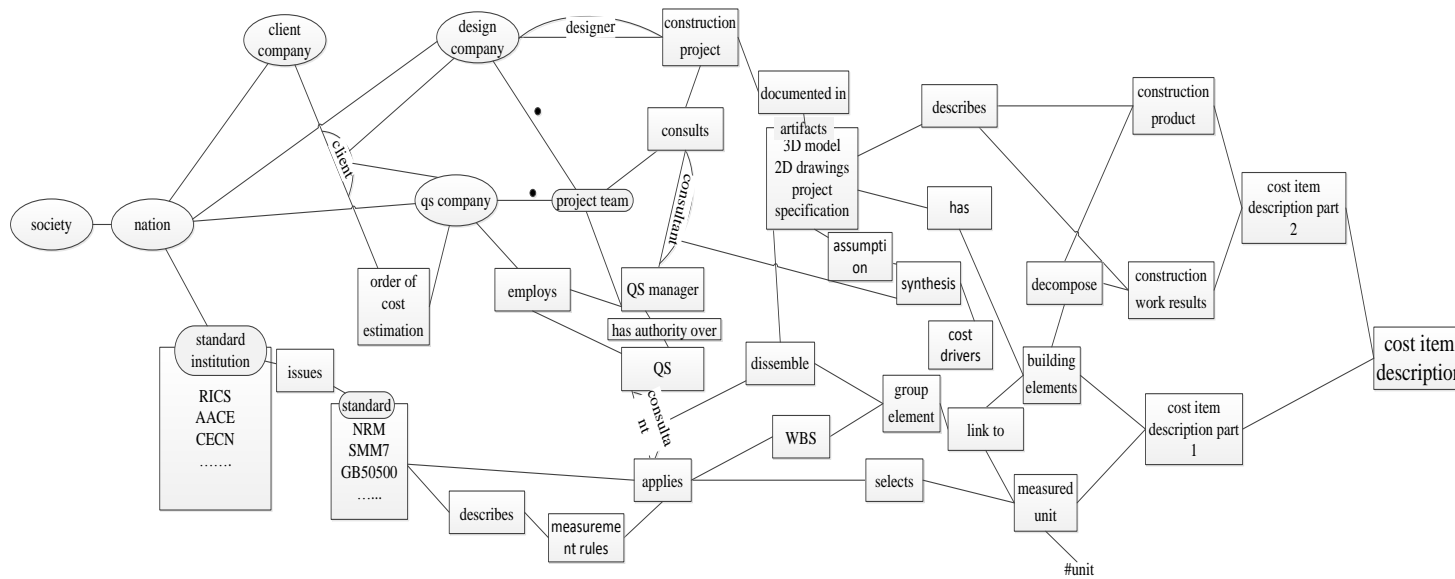 client
company
design
company
designer
construction
project
documented in
describes
construction
product
consults
artifacts
3D model
2D drawings
project
specification
client
consultant
society
nation
qs company
project team
has
cost item
description part
2
assumpti
on
synthesis
decompose
construction
work results
order of
cost
estimation
employs
QS manager
has authority over
cost
drivers
standard
institution
RICS
AACE
CECN
…….
issues
QS
dissemble
building
elements
cost item
description
standard
NRM
SMM7
GB50500
…...
consulta
nt
group
element
WBS
link to
cost item
description part
1
applies
selects
measured
unit
describes
measureme
nt rules
#unit